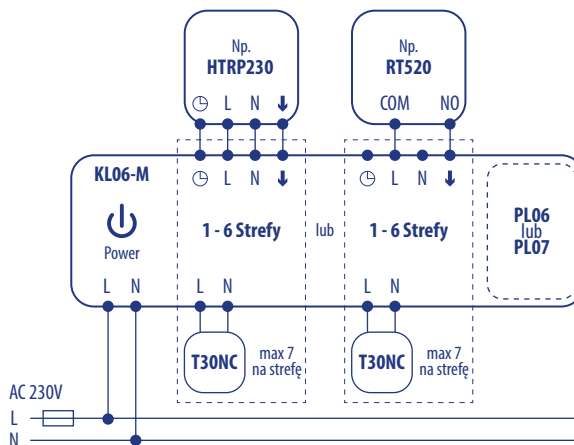 Np.
HTRP230
L N
Np.
RT520
COM NO
KL06-M
Power
L N
L N
1 - 6 Strefy
lub
L N
1 - 6 Strefy
PL06
lub
PL07
L N
T30NC
max 7
na strefę
L N
T30NC
max 7
na strefę
AC 230V
L
N